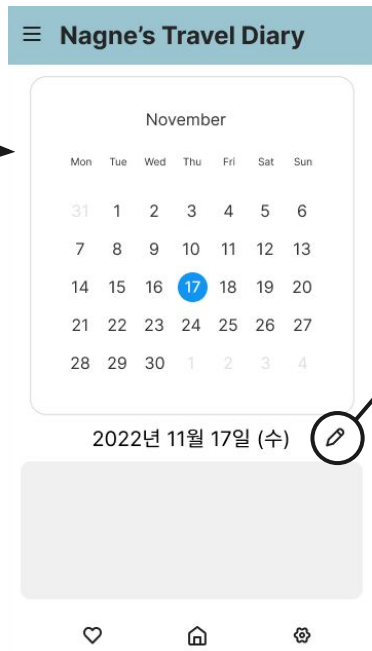 Nagne's Travel Diary
November
Mon Tue Wed Thu Fri Sat Sun
31 1 2 3 4 5 6
7 8 9 10 11 12 13
14 15 16 17 18 19 20
21 22 23 24 25 26 27
28 29 30 1 2 3 4
2022년 11월 17일 (수)